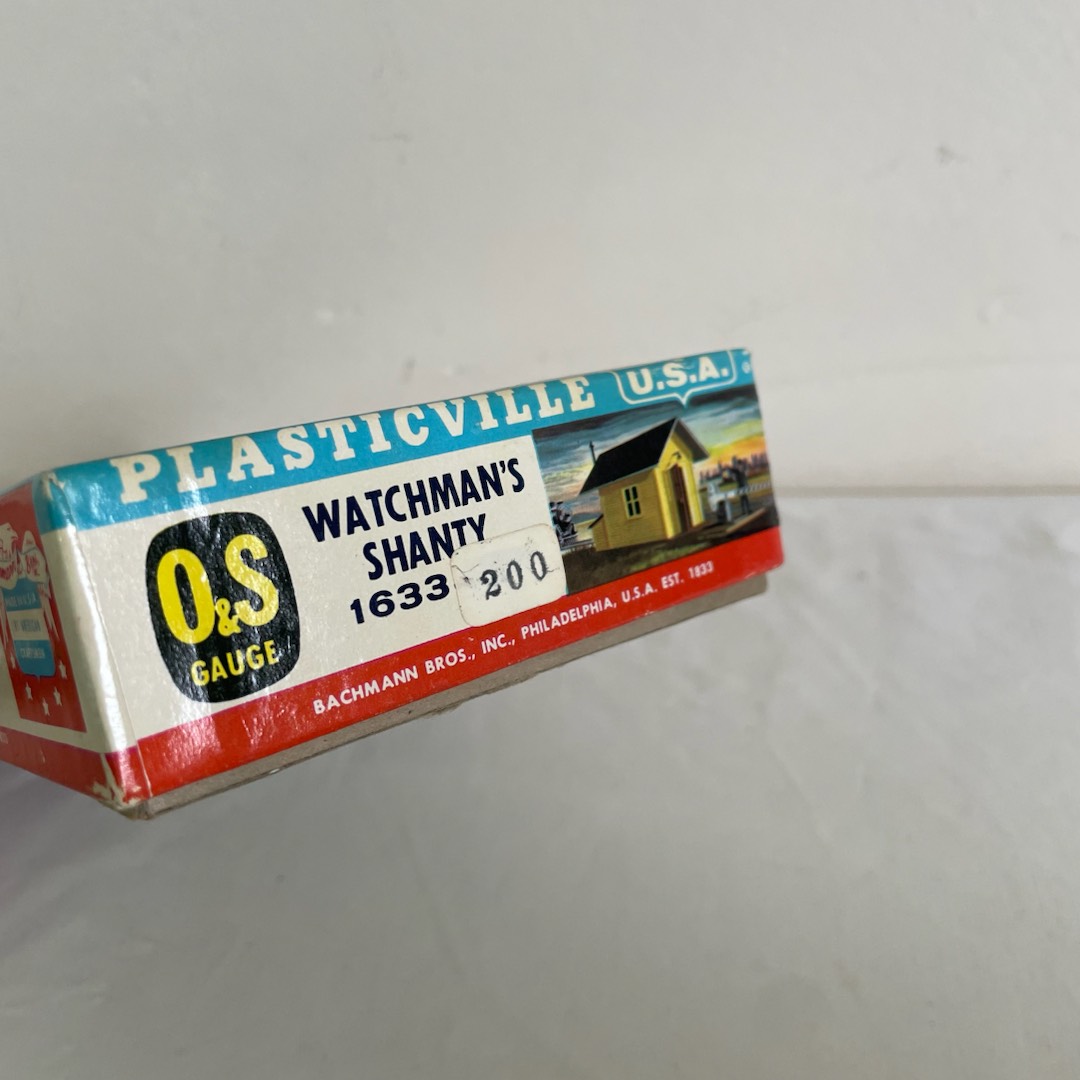 PLASTICVILLE U.S.A.
O&S
GAUGE
WATCHMAN'S
SHANTY
1633
200
BACHMANN BROS., INC., PHILADELPHIA, U.S.A. EST. 1833